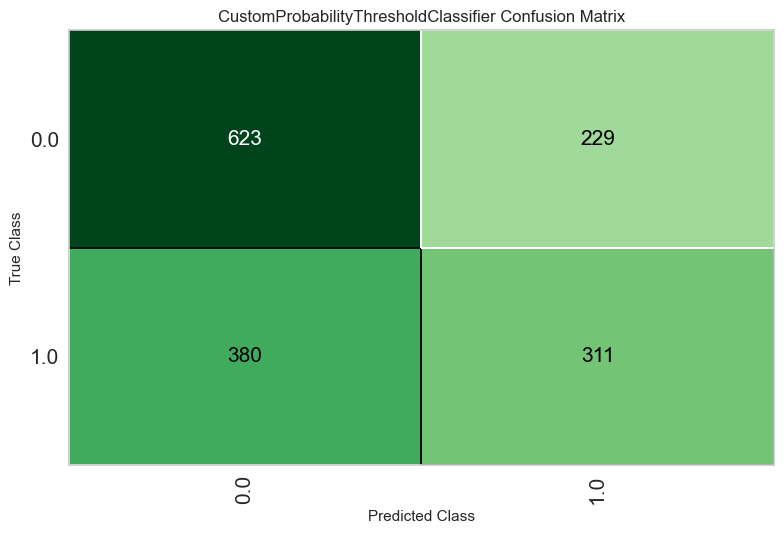 CustomProbabilityThresholdClassifier Confusion Matrix
True Class
0.0
623
229
1.0
380
311
0.0
1.0
Predicted Class